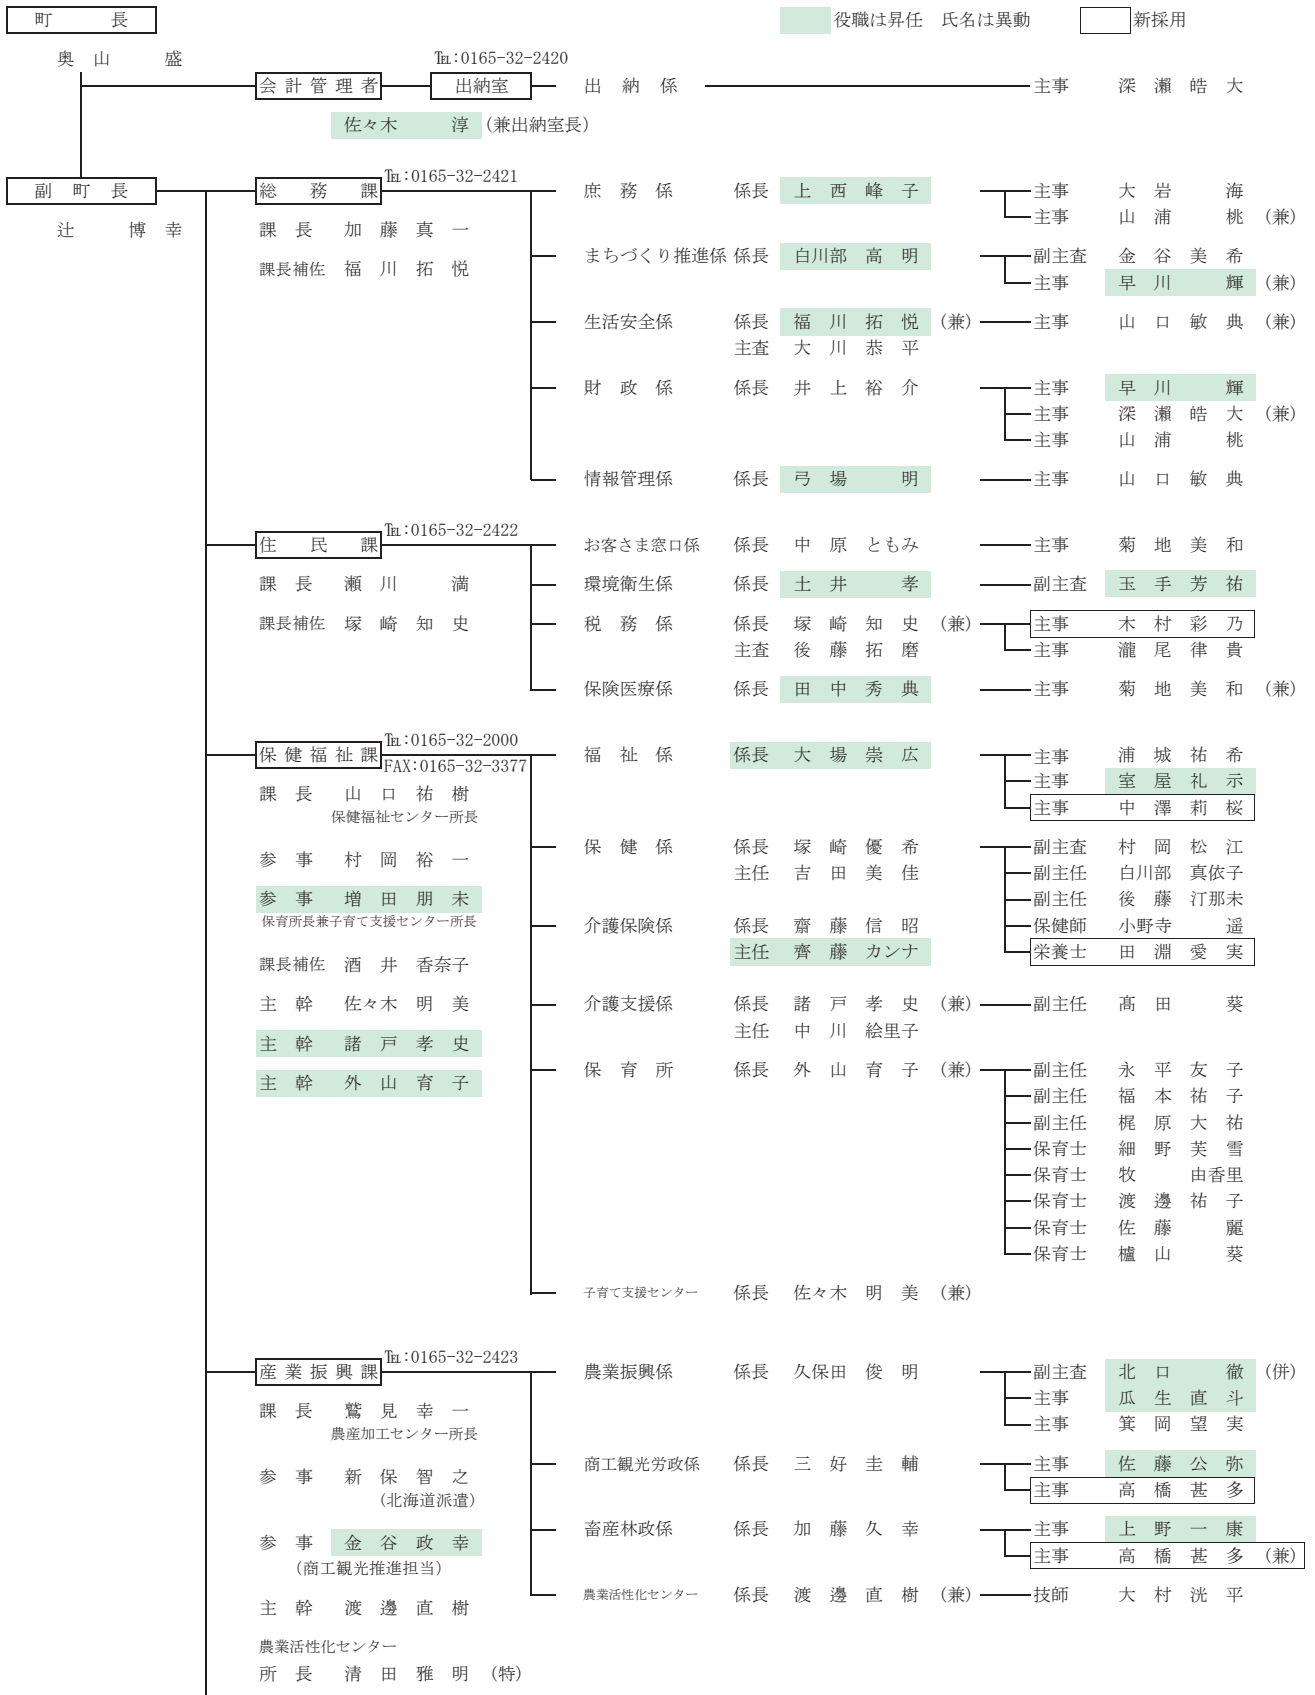 町　　長
役職は昇任　氏名は異動　新採用
奥　山　　盛
℡:0165-32-2420
会計管理者　出納室　出　納　係　主事　深　瀬　皓　大
佐々木　　淳（兼出納室長）
℡:0165-32-2421
副　町　長　総　務　課　庶　務　係　係長　上　西　峰　子　主事　大　岩　　海
主事　山　浦　　桃（兼）
辻　　博　幸　課　長　加　藤　真　一
まちづくり推進係　係長　白川部　高　明　副主査　金　谷　美　希
課長補佐　福　川　拓　悦　主事　早　川　　輝（兼）
生活安全係　係長　福　川　拓　悦（兼）　主事　山　口　敏　典（兼）
主査　大　川　恭　平
財　政　係　係長　井　上　裕　介　主事　早　川　　輝
主事　深　瀬　皓　大（兼）
主事　山　浦　　桃
情報管理係　係長　弓　場　　明　主事　山　口　敏　典
℡:0165-32-2422
住　民　課　お客さま窓口係　係長　中　原　ともみ　主事　菊　地　美　和
課　長　瀬　川　　満　環境衛生係　係長　土　井　　孝　副主査　玉　手　芳　祐
課長補佐　塚　崎　知　史　税　務　係　係長　塚　崎　知　史（兼）　主事　木　村　彩　乃
主査　後　藤　拓　磨　主事　瀧　尾　律　貴
保険医療係　係長　田　中　秀　典　主事　菊　地　美　和（兼）
℡:0165-32-2000
保健福祉課　福　祉　係　係長　大　場　崇　広　主事　浦　城　祐　希
FAX:0165-32-3377
主事　室　屋　礼　示
課　長　山　口　祐　樹　主事　中　澤　莉　桜
保健福祉センター所長
保　健　係　係長　塚　崎　優　希　副主査　村　岡　松　江
参　事　村　岡　裕　一　主任　吉　田　美　佳　副主任　白川部　真依子
参　事　増　田　朋　未　副主任　後　藤　汀那未
保育所長兼子育て支援センター所長　介護保険係　係長　齋　藤　信　昭　保健師　小野寺　　遥
主任　齊　藤　カンナ　栄養士　田　淵　愛　実
課長補佐　酒　井　香奈子
主　幹　佐々木　明　美　介護支援係　係長　諸　戸　孝　史（兼）　副主任　髙　田　　葵
主　幹　諸　戸　孝　史　主任　中　川　絵里子
主　幹　外　山　育　子　保　育　所　係長　外　山　育　子（兼）　副主任　永　平　友　子
副主任　福　本　祐　子
副主任　梶　原　大　祐
保育士　細　野　芙　雪
保育士　牧　　由香里
保育士　渡　邊　祐　子
保育士　佐　藤　　麗
保育士　櫨　山　　葵
子育て支援センター　係長　佐々木　明　美（兼）
℡:0165-32-2423
産業振興課　農業振興係　係長　久保田　俊　明　副主査　北　口　　徹（併）
主事　瓜　生　直　斗
課　長　鷲　見　幸　一　主事　箕　岡　望　実
農産加工センター所長
商工観光労政係　係長　三　好　圭　輔　主事　佐　藤　公　弥
参　事　新　保　智　之　主事　高　橋　甚　多
（北海道派遣）
畜産林政係　係長　加　藤　久　幸　主事　上　野　一　康
参　事　金　谷　政　幸　主事　高　橋　甚　多（兼）
（商工観光推進担当）
農業活性化センター　係長　渡　邊　直　樹（兼）　技師　大　村　洸　平
主　幹　渡　邊　直　樹
農業活性化センター
所　長　清　田　雅　明（特）